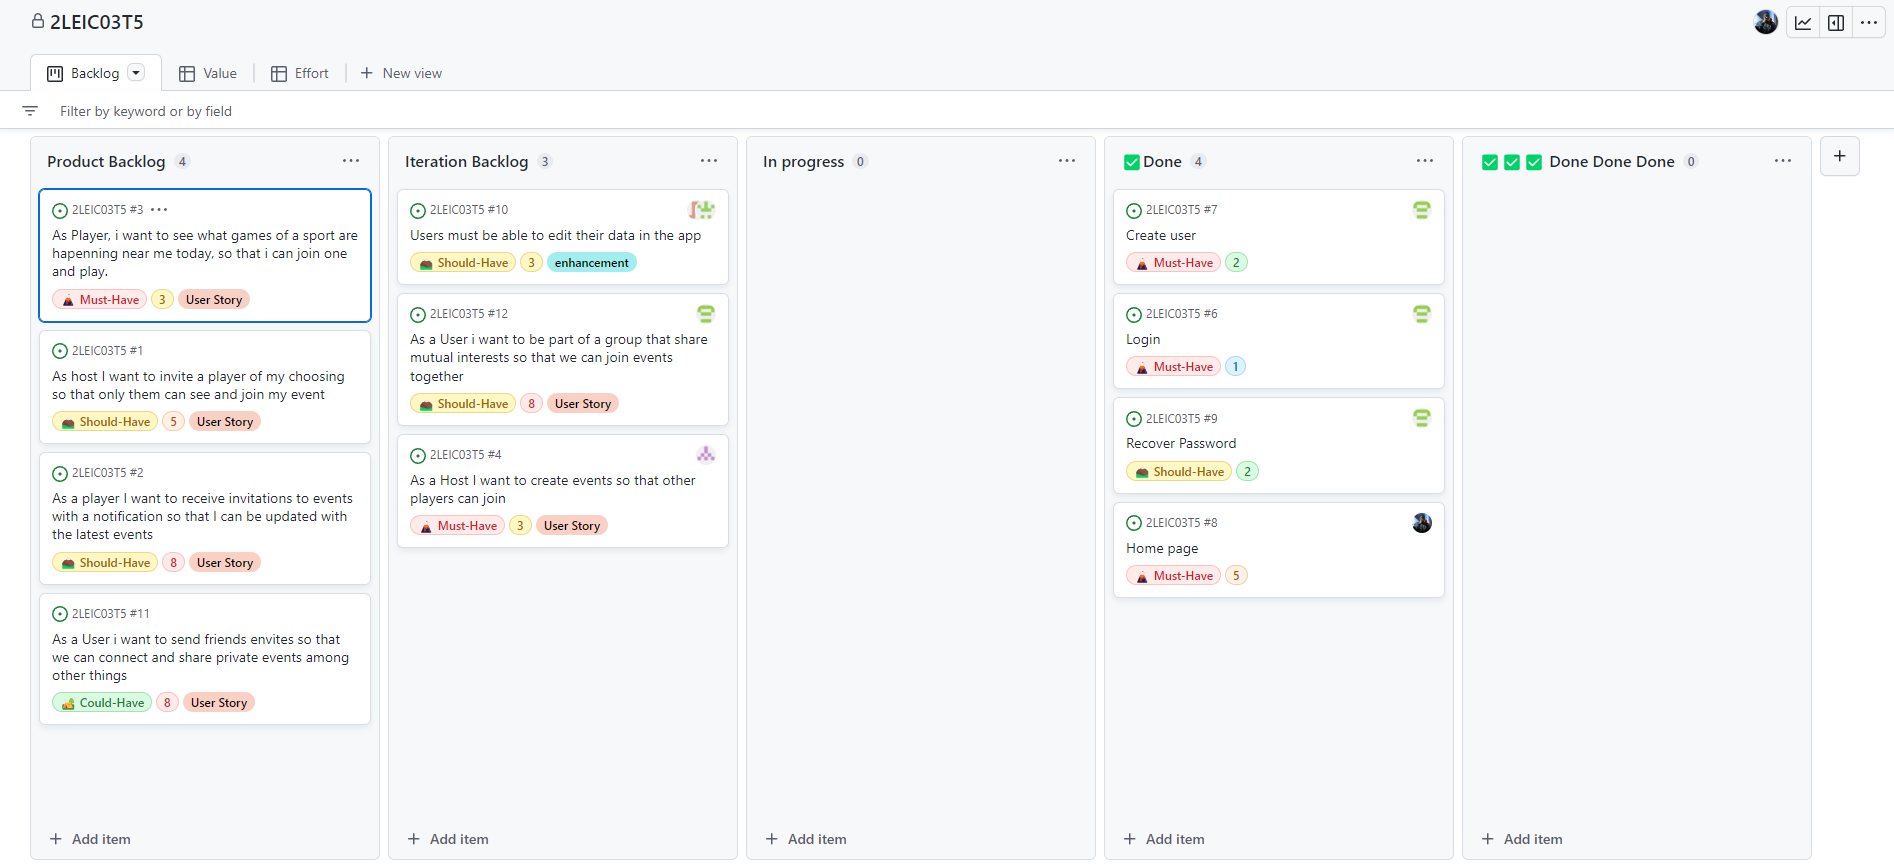 2LEIC03T5
Backlog
Value
Effort
New view
Filter by keyword or by field
Product Backlog 4
2LEIC03T5 #3
As Player, i want to see what games of a sport are
hapenning near me today, so that i can join one
and play.
Must-Have 3 User Story
2LEIC03T5 #1
As host I want to invite a player of my choosing
so that only them can see and join my event
Should-Have 5 User Story
2LEIC03T5 #2
As a player I want to receive invitations to events
with a notification so that I can be updated with
the latest events
Should-Have 8 User Story
2LEIC03T5 #11
As a User i want to send friends envites so that
we can connect and share private events among
other things
Could-Have 8 User Story
Add item
Iteration Backlog 3
2LEIC03T5 #10
Users must be able to edit their data in the app
Should-Have 3 enhancement
2LEIC03T5 #12
As a User i want to be part of a group that share
mutual interests so that we can join events
together
Should-Have 8 User Story
2LEIC03T5 #4
As a Host I want to create events so that other
players can join
Must-Have 3 User Story
Add item
In progress 0
Add item
Done 4
2LEIC03T5 #7
Create user
Must-Have 2
2LEIC03T5 #6
Login
Must-Have 1
2LEIC03T5 #9
Recover Password
Should-Have 2
2LEIC03T5 #8
Home page
Must-Have 5
Add item
Done Done Done 0
Add item